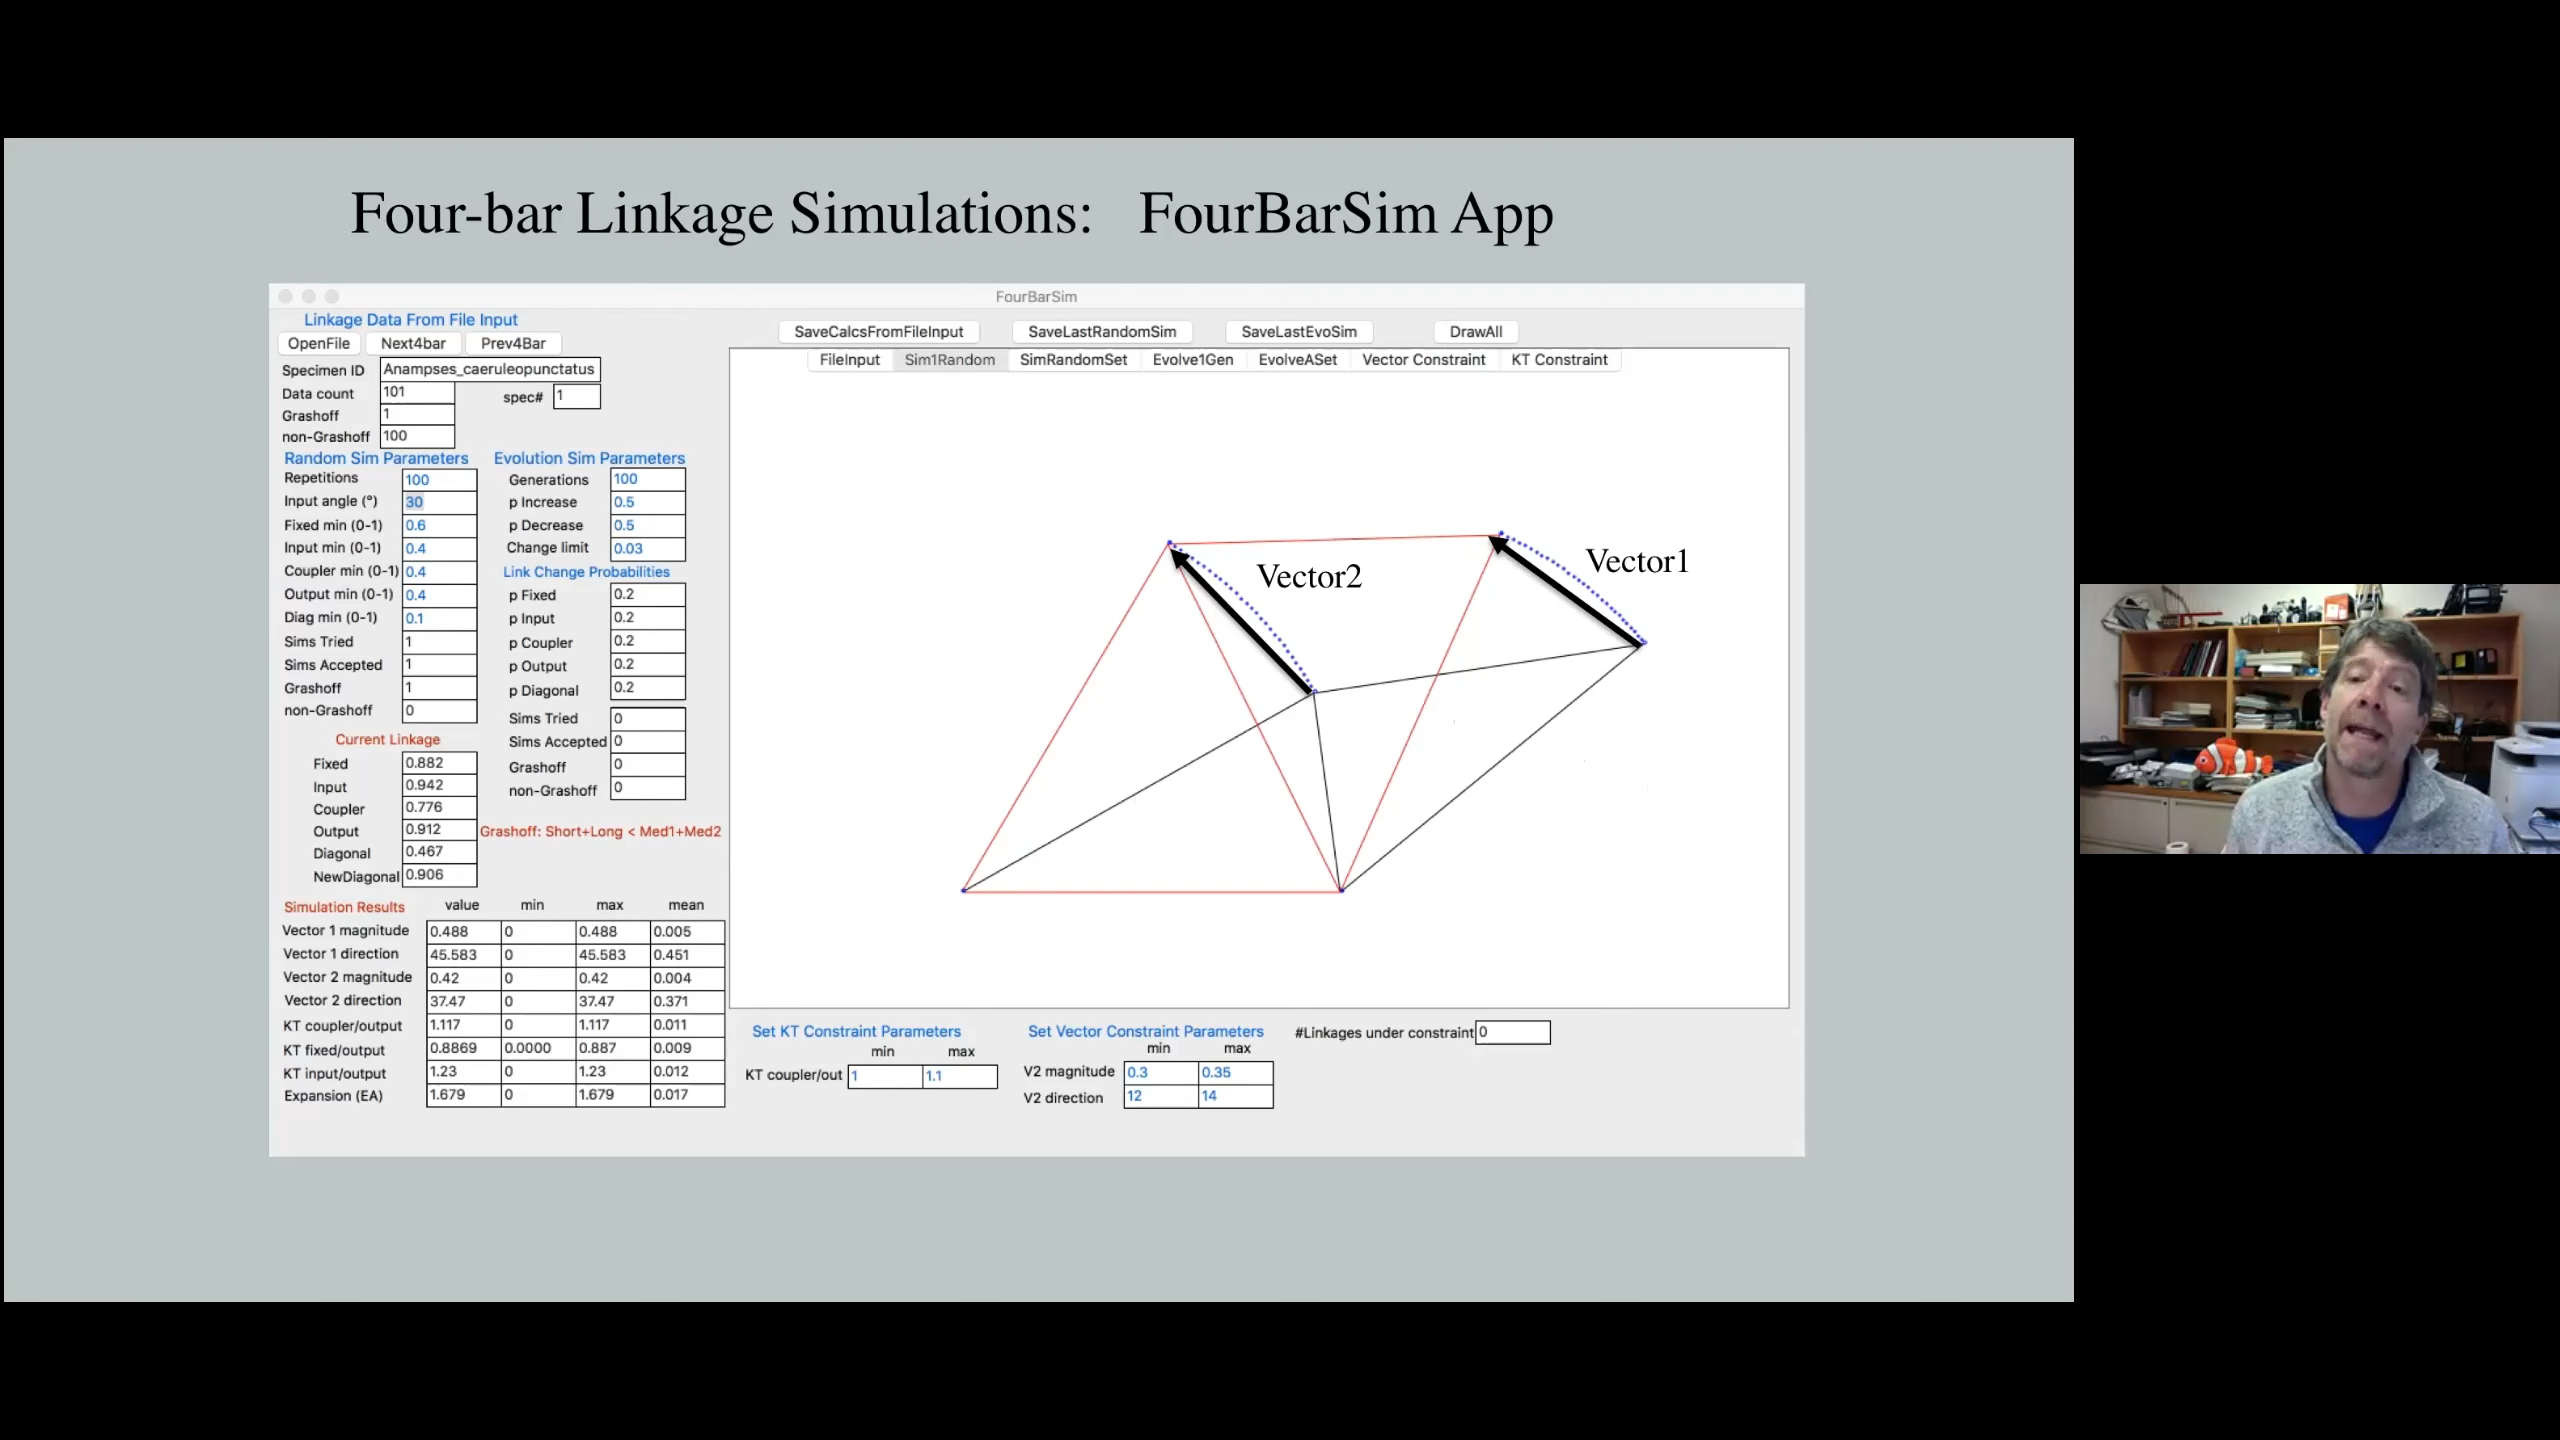 Four-bar Linkage Simulations: FourBarSim App
FourBarSim
Linkage Data From File Input
OpenFile Next4bar Prev4Bar
Specimen ID Anampses_caeruleopunctatus
Data count 101
spec# 1
Grashoff 1
non-Grashoff 100
Random Sim Parameters
Repetitions 100
Input angle (°) 30
Fixed min (0-1) 0.6
Input min (0-1) 0.4
Coupler min (0-1) 0.4
Output min (0-1) 0.4
Diag min (0-1) 0.1
Sims Tried 1
Sims Accepted 1
Grashoff 1
non-Grashoff 0
Evolution Sim Parameters
Generations 100
p Increase 0.5
p Decrease 0.5
Change limit 0.03
Link Change Probabilities
p Fixed 0.2
p Input 0.2
p Coupler 0.2
p Output 0.2
p Diagonal 0.2
Sims Tried 0
Sims Accepted 0
Grashoff 0
non-Grashoff 0
Current Linkage
Fixed 0.882
Input 0.942
Coupler 0.776
Output 0.912
Diagonal 0.467
NewDiagonal 0.906
Grashoff: Short+Long < Med1+Med2
Simulation Results value min max mean
Vector 1 magnitude 0.488 0 0.488 0.005
Vector 1 direction 45.583 0 45.583 0.451
Vector 2 magnitude 0.42 0 0.42 0.004
Vector 2 direction 37.47 0 37.47 0.371
KT coupler/output 1.117 0 1.117 0.011
KT fixed/output 0.8869 0.0000 0.887 0.009
KT input/output 1.23 0 1.23 0.012
Expansion (EA) 1.679 0 1.679 0.017
SaveCalcsFromFileInput SaveLastRandomSim SaveLastEvoSim DrawAll
FileInput Sim1Random SimRandomSet Evolve1Gen EvolveASet Vector Constraint KT Constraint
Vector2
Vector1
Set KT Constraint Parameters
min max
KT coupler/out 1 1.1
Set Vector Constraint Parameters
min max
V2 magnitude 0.3 0.35
V2 direction 12 14
#Linkages under constraint 0